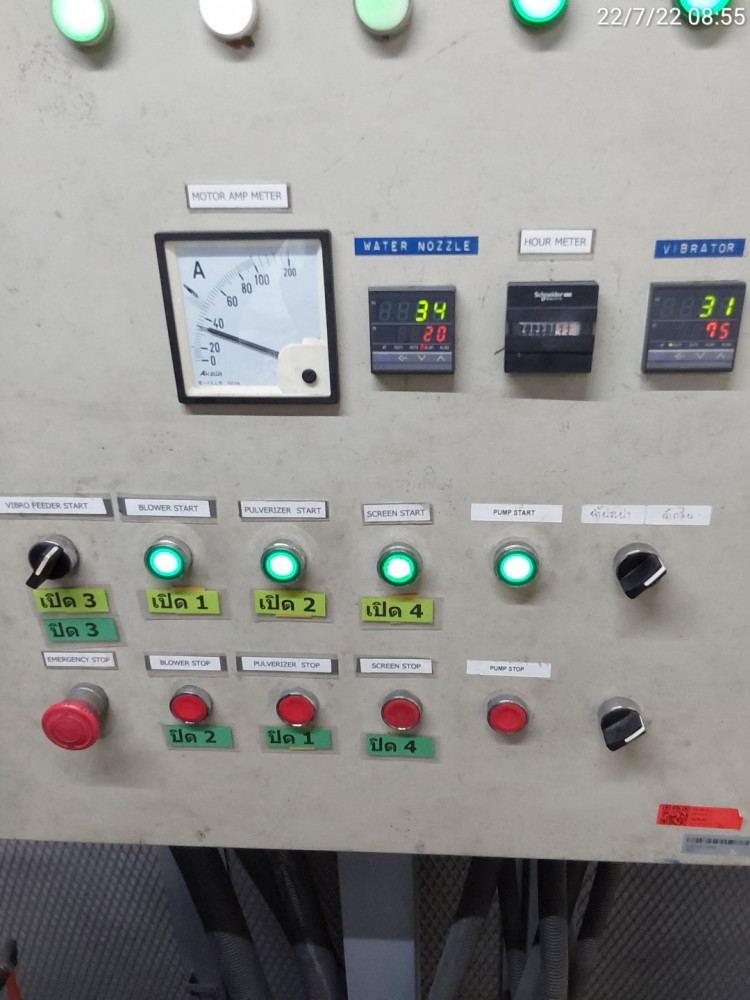 22/7/22 08:55
MOTOR AMP METER
WATER NOZZLE
HOUR METER
VIBRATOR
A
200
100
80
60
40
20
0
34
20
Schneider
31
75
VIBRO FEEDER START
BLOWER START
PULVERIZER START
SCREEN START
PUMP START
เปิด 3
เปิด 1
เปิด 2
เปิด 4
ปิด 3
EMERGENCY STOP
BLOWER STOP
PULVERIZER STOP
SCREEN STOP
PUMP STOP
ปิด 2
ปิด 1
ปิด 4